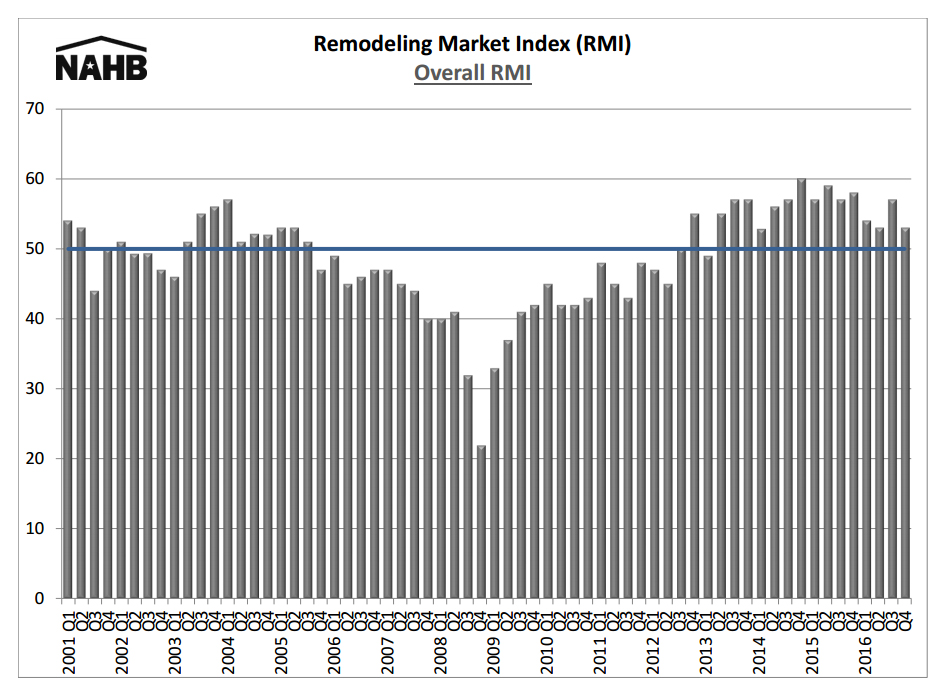 NAHB
Remodeling Market Index (RMI)
Overall RMI
70
60
50
40
30
20
10
0
2001 Q1
Q2
Q3
Q4
2002 Q1
Q2
Q3
Q4
2003 Q1
Q2
Q3
Q4
2004 Q1
Q2
Q3
Q4
2005 Q1
Q2
Q3
Q4
2006 Q1
Q2
Q3
Q4
2007 Q1
Q2
Q3
Q4
2008 Q1
Q2
Q3
Q4
2009 Q1
Q2
Q3
Q4
2010 Q1
Q2
Q3
Q4
2011 Q1
Q2
Q3
Q4
2012 Q1
Q2
Q3
Q4
2013 Q1
Q2
Q3
Q4
2014 Q1
Q2
Q3
Q4
2015 Q1
Q2
Q3
Q4
2016 Q1
Q2
Q3
Q4